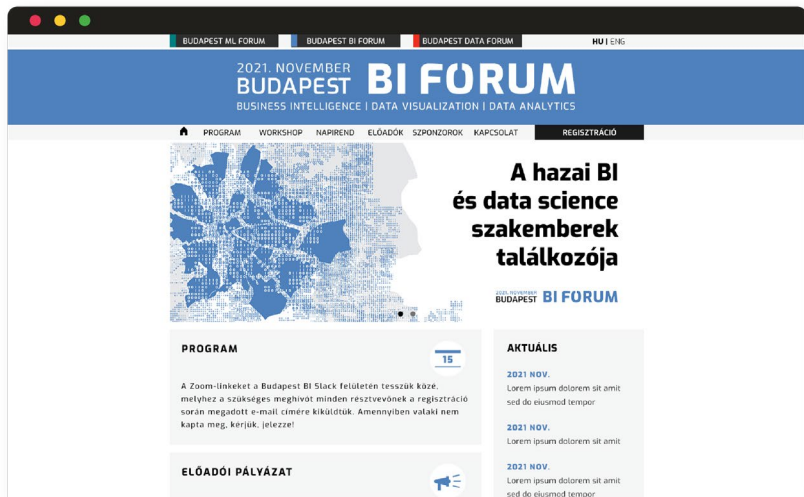 BUDAPEST ML FORUM BUDAPEST BI FORUM BUDAPEST DATA FORUM HU | ENG
2021. NOVEMBER
BUDAPEST BI FORUM
BUSINESS INTELLIGENCE | DATA VISUALIZATION | DATA ANALYTICS
PROGRAM WORKSHOP NAPIREND ELŐADÓK SZPONZOROK KAPCSOLAT REGISZTRÁCIÓ
A hazai BI
és data science
szakemberek
találkozója
2021. NOVEMBER
BUDAPEST BI FORUM
PROGRAM
15
A Zoom-linkeket a Budapest BI Slack felületén tesszük közé,
melyhez a szükséges meghívót minden résztvevőnek a regisztráció
során megadott e-mail címére kiküldtük. Amennyiben valaki nem
kapta meg, kérjük, jelezze!
ELŐADÓI PÁLYÁZAT
AKTUÁLIS
2021 NOV.
Lorem ipsum dolorem sit amit
sed do eiusmod tempor
2021 NOV.
Lorem ipsum dolorem sit amit
2021 NOV.
Lorem ipsum dolorem sit amit
sed do eiusmod tempor